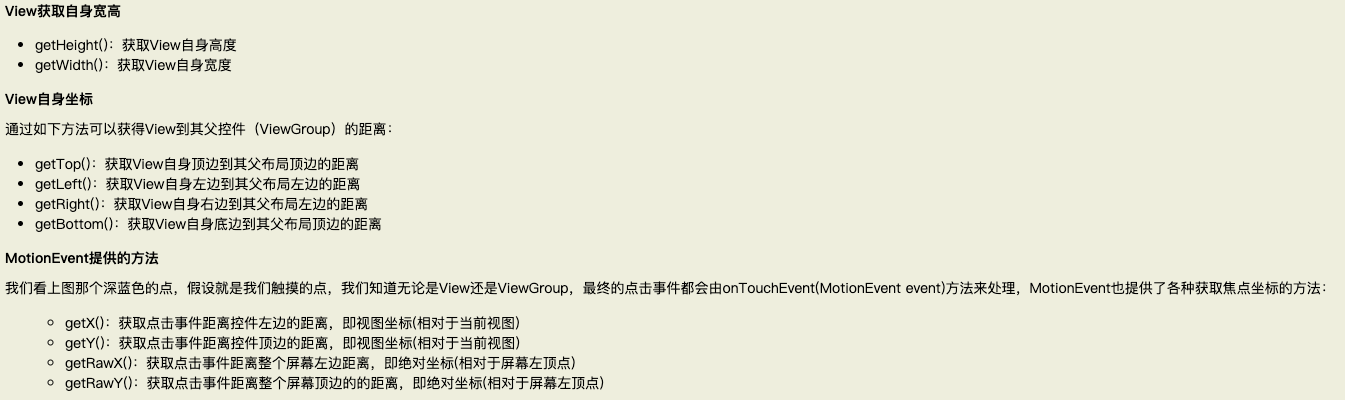 View获取自身宽高
getHeight()：获取View自身高度
getWidth()：获取View自身宽度
View自身坐标
通过如下方法可以获得View到其父控件（ViewGroup）的距离：
getTop()：获取View自身顶边到其父布局顶边的距离
getLeft()：获取View自身左边到其父布局左边的距离
getRight()：获取View自身右边到其父布局左边的距离
getBottom()：获取View自身底边到其父布局顶边的距离
MotionEvent提供的方法
我们看上图那个深蓝色的点，假设就是我们触摸的点，我们知道无论是View还是ViewGroup，最终的点击事件都会由onTouchEvent(MotionEvent event)方法来处理，MotionEvent也提供了各种获取焦点坐标的方法：
getX()：获取点击事件距离控件左边的距离，即视图坐标(相对于当前视图)
getY()：获取点击事件距离控件顶边的距离，即视图坐标(相对于当前视图)
getRawX()：获取点击事件距离整个屏幕左边距离，即绝对坐标(相对于屏幕左顶点)
getRawY()：获取点击事件距离整个屏幕顶边的的距离，即绝对坐标(相对于屏幕左顶点)